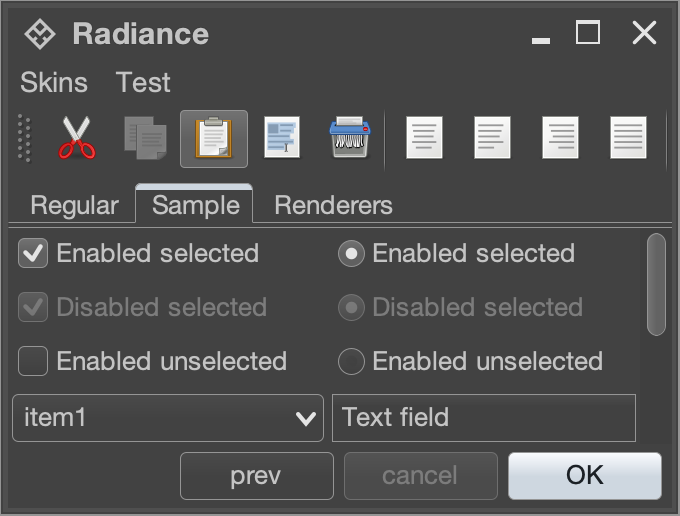 Radiance
Skins Test
Regular Sample Renderers
Enabled selected Enabled selected
Disabled selected Disabled selected
Enabled unselected Enabled unselected
item1 Text field
prev cancel OK